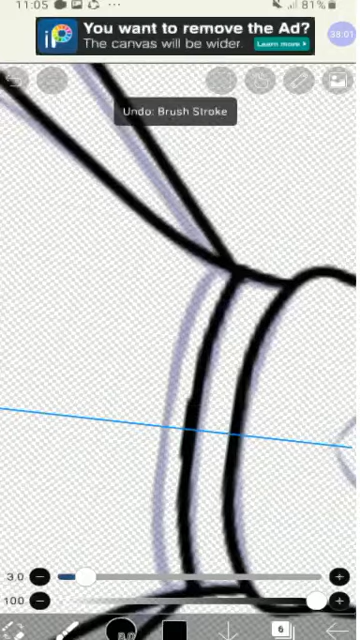 11:05
81%
You want to remove the Ad?
The canvas will be wider.
Learn more >
38:01
Undo: Brush Stroke
3.0
100
6